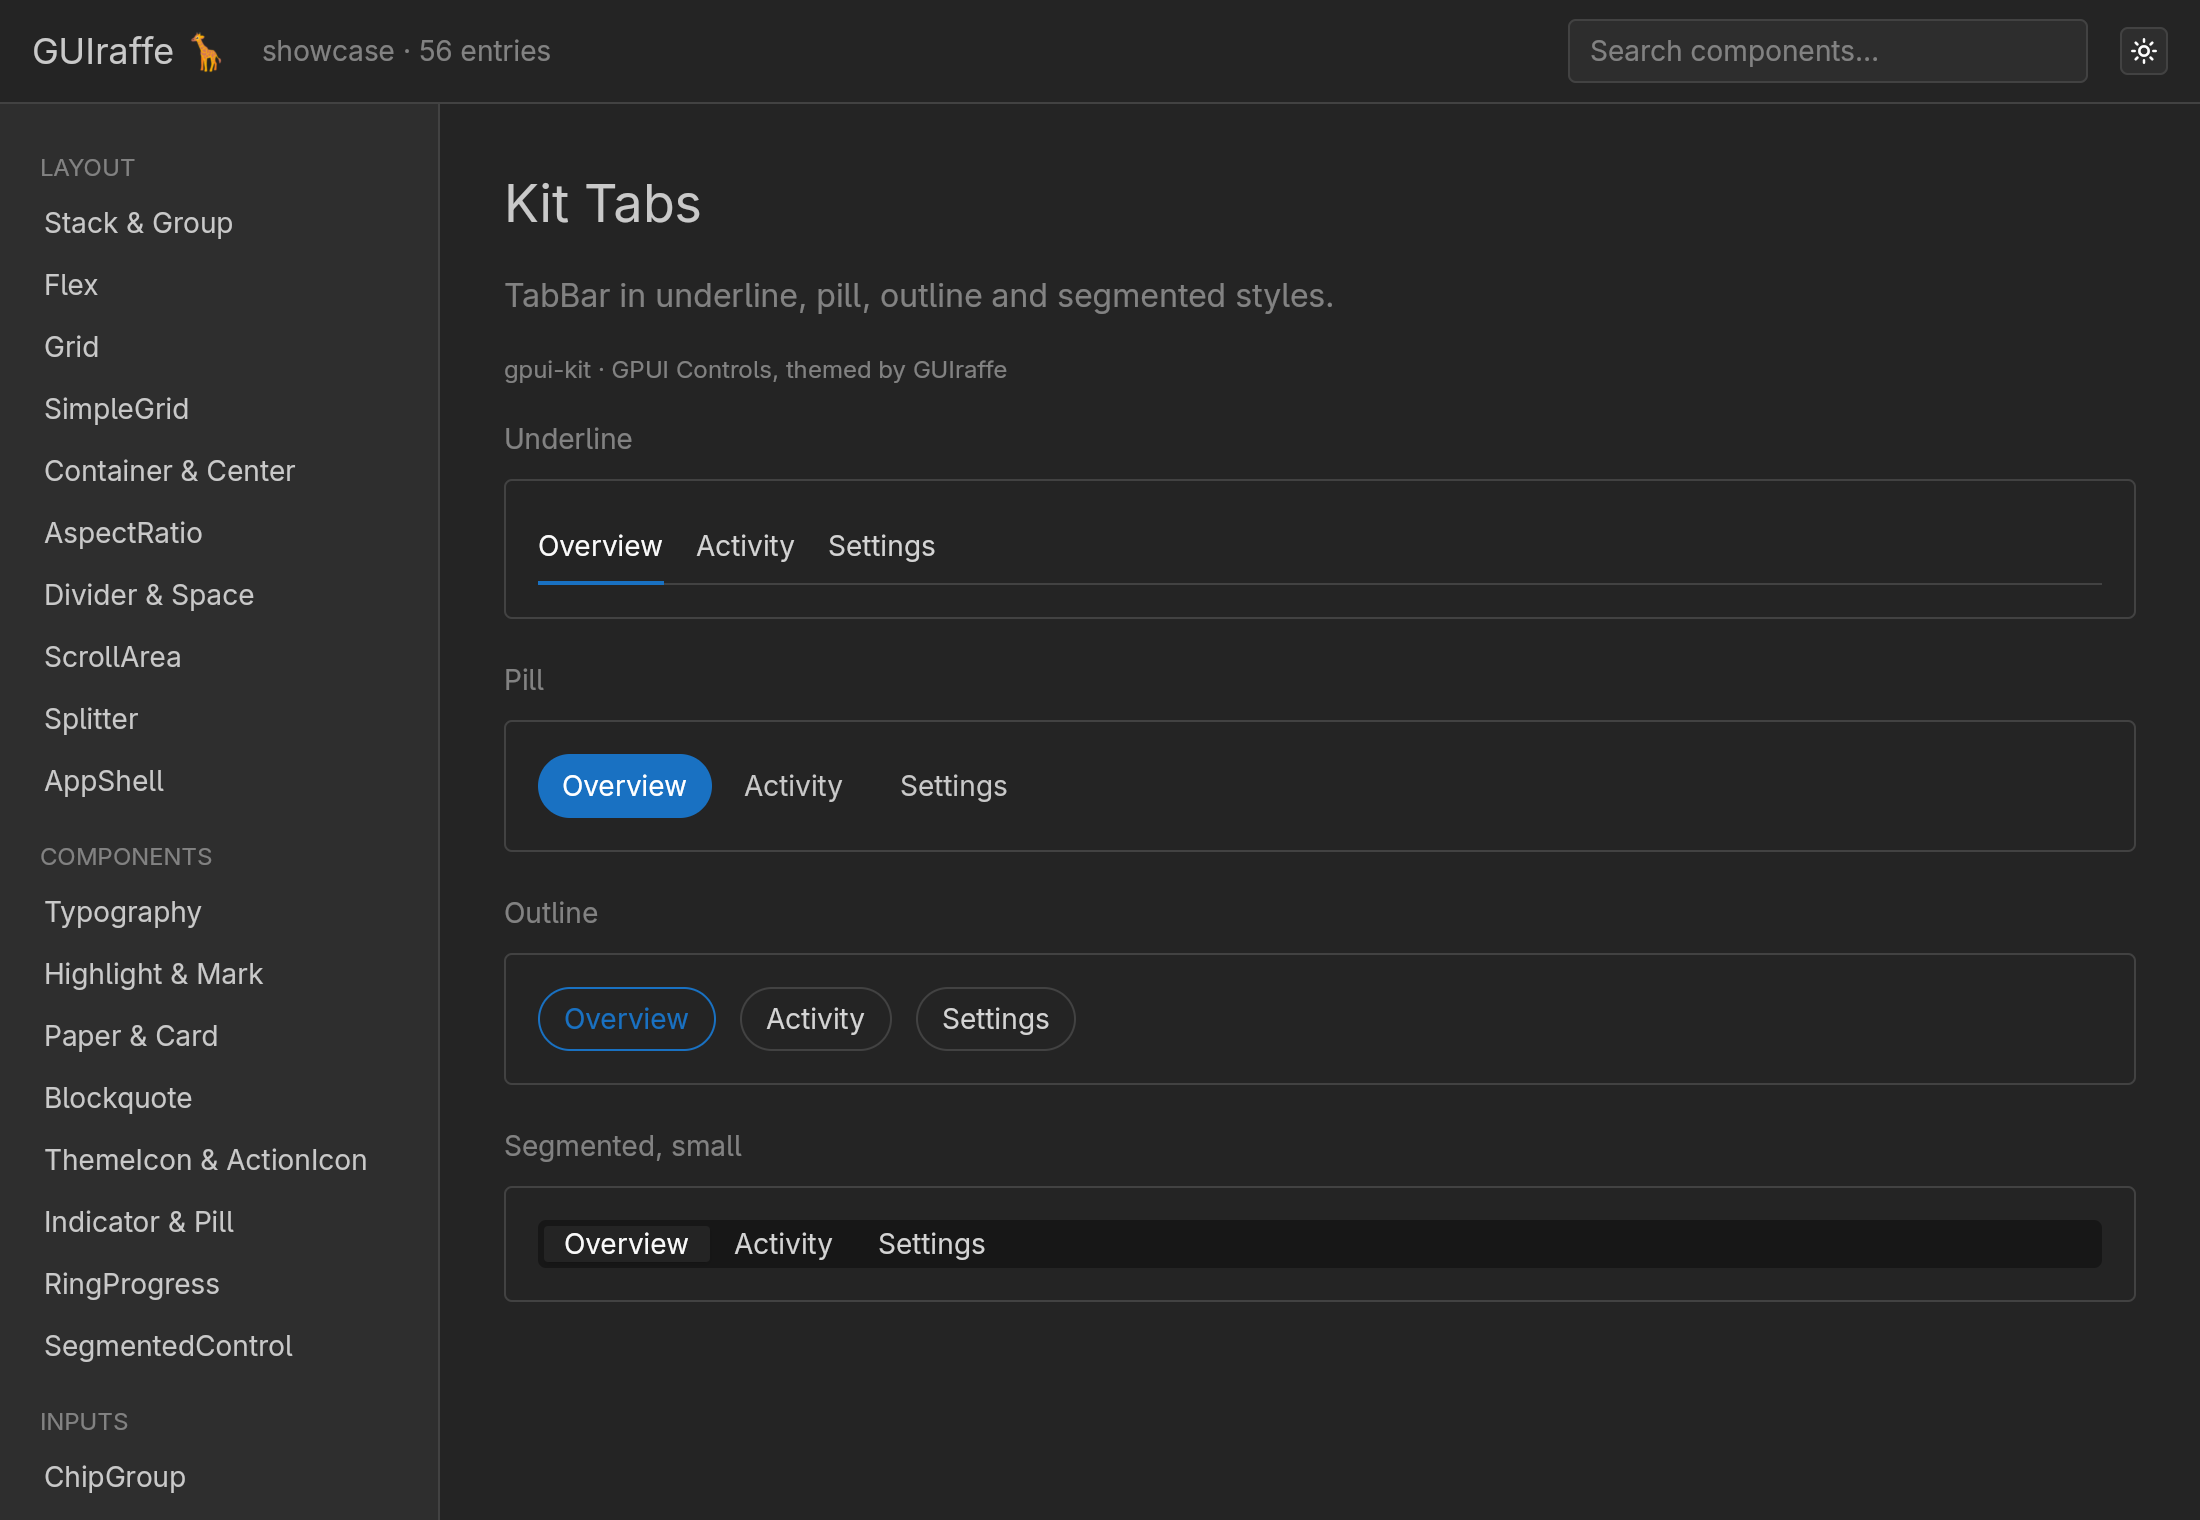 GUIraffe 🦒 showcase · 56 entries
Search components...
LAYOUT
Stack & Group
Flex
Grid
SimpleGrid
Container & Center
AspectRatio
Divider & Space
ScrollArea
Splitter
AppShell
COMPONENTS
Typography
Highlight & Mark
Paper & Card
Blockquote
ThemeIcon & ActionIcon
Indicator & Pill
RingProgress
SegmentedControl
INPUTS
ChipGroup
Kit Tabs
TabBar in underline, pill, outline and segmented styles.
gpui-kit · GPUI Controls, themed by GUIraffe
Underline
Overview Activity Settings
Pill
Overview Activity Settings
Outline
Overview Activity Settings
Segmented, small
Overview Activity Settings